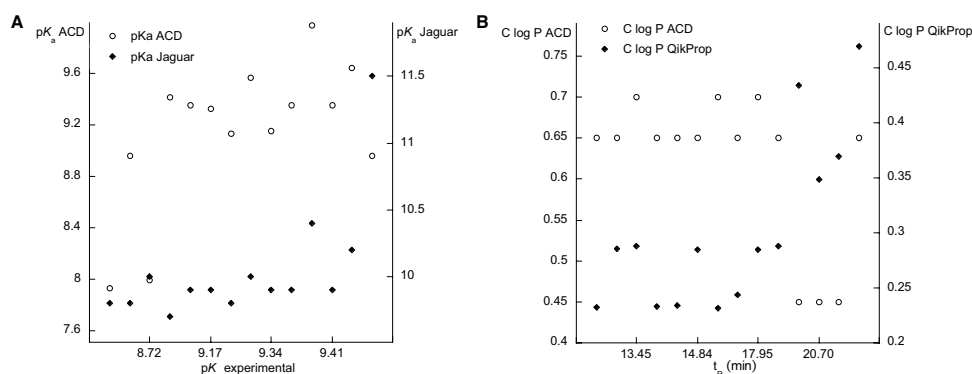 A
pKₐ ACD
pKₐ Jaguar
pKa ACD
pKa Jaguar
9.6
9.2
8.8
8.4
8
7.6
11.5
11
10.5
10
8.72
9.17
9.34
9.41
pK experimental
B
C log P ACD
C log P QikProp
C log P ACD
C log P QikProp
0.7
0.65
0.6
0.55
0.5
0.45
0.4
0.45
0.4
0.35
0.3
0.25
0.2
13.45
14.84
17.95
20.70
(min)